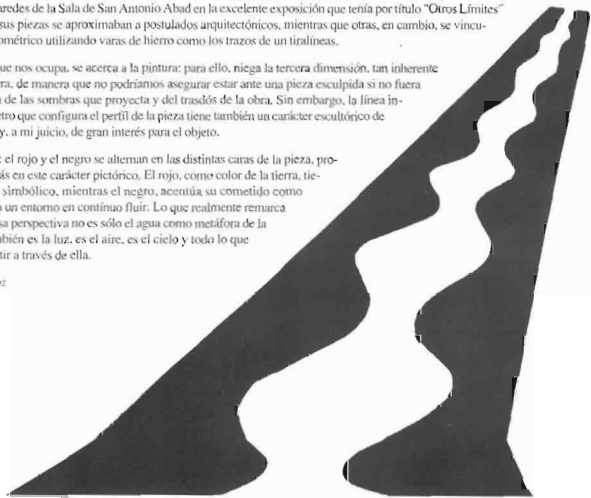 aredes de la Sala de San Antonio Abad en la excelente exposición que tenía por título "Otros Límites"
sus piezas se aproximaban a postulados arquitectónicos, mientras que otras, en cambio, se vincu-
ométrico utilizando varas de hierro como los trazos de un tiralíneas.
ue nos ocupa, se acerca a la pintura: para ello, niega la tercera dimensión, tan inherente
ra, de manera que no podríamos asegurar estar ante una pieza esculpida si no fuera
de las sombras que proyecta y del trasdós de la obra. Sin embargo, la línea in-
tro que configura el perfil de la pieza tiene también un carácter escultórico de
y, a mi juicio, de gran interés para el objeto.
: el rojo y el negro se alternan en las distintas caras de la pieza, pro-
ás en este carácter pictórico. El rojo, como color de la tierra, tie-
simbólico, mientras el negro, acentúa su cometido como
un entorno en contínuo fluir. Lo que realmente remarca
sa perspectiva no es sólo el agua como metáfora de la
mbién es la luz, es el aire, es el cielo y todo lo que
tir a través de ella.